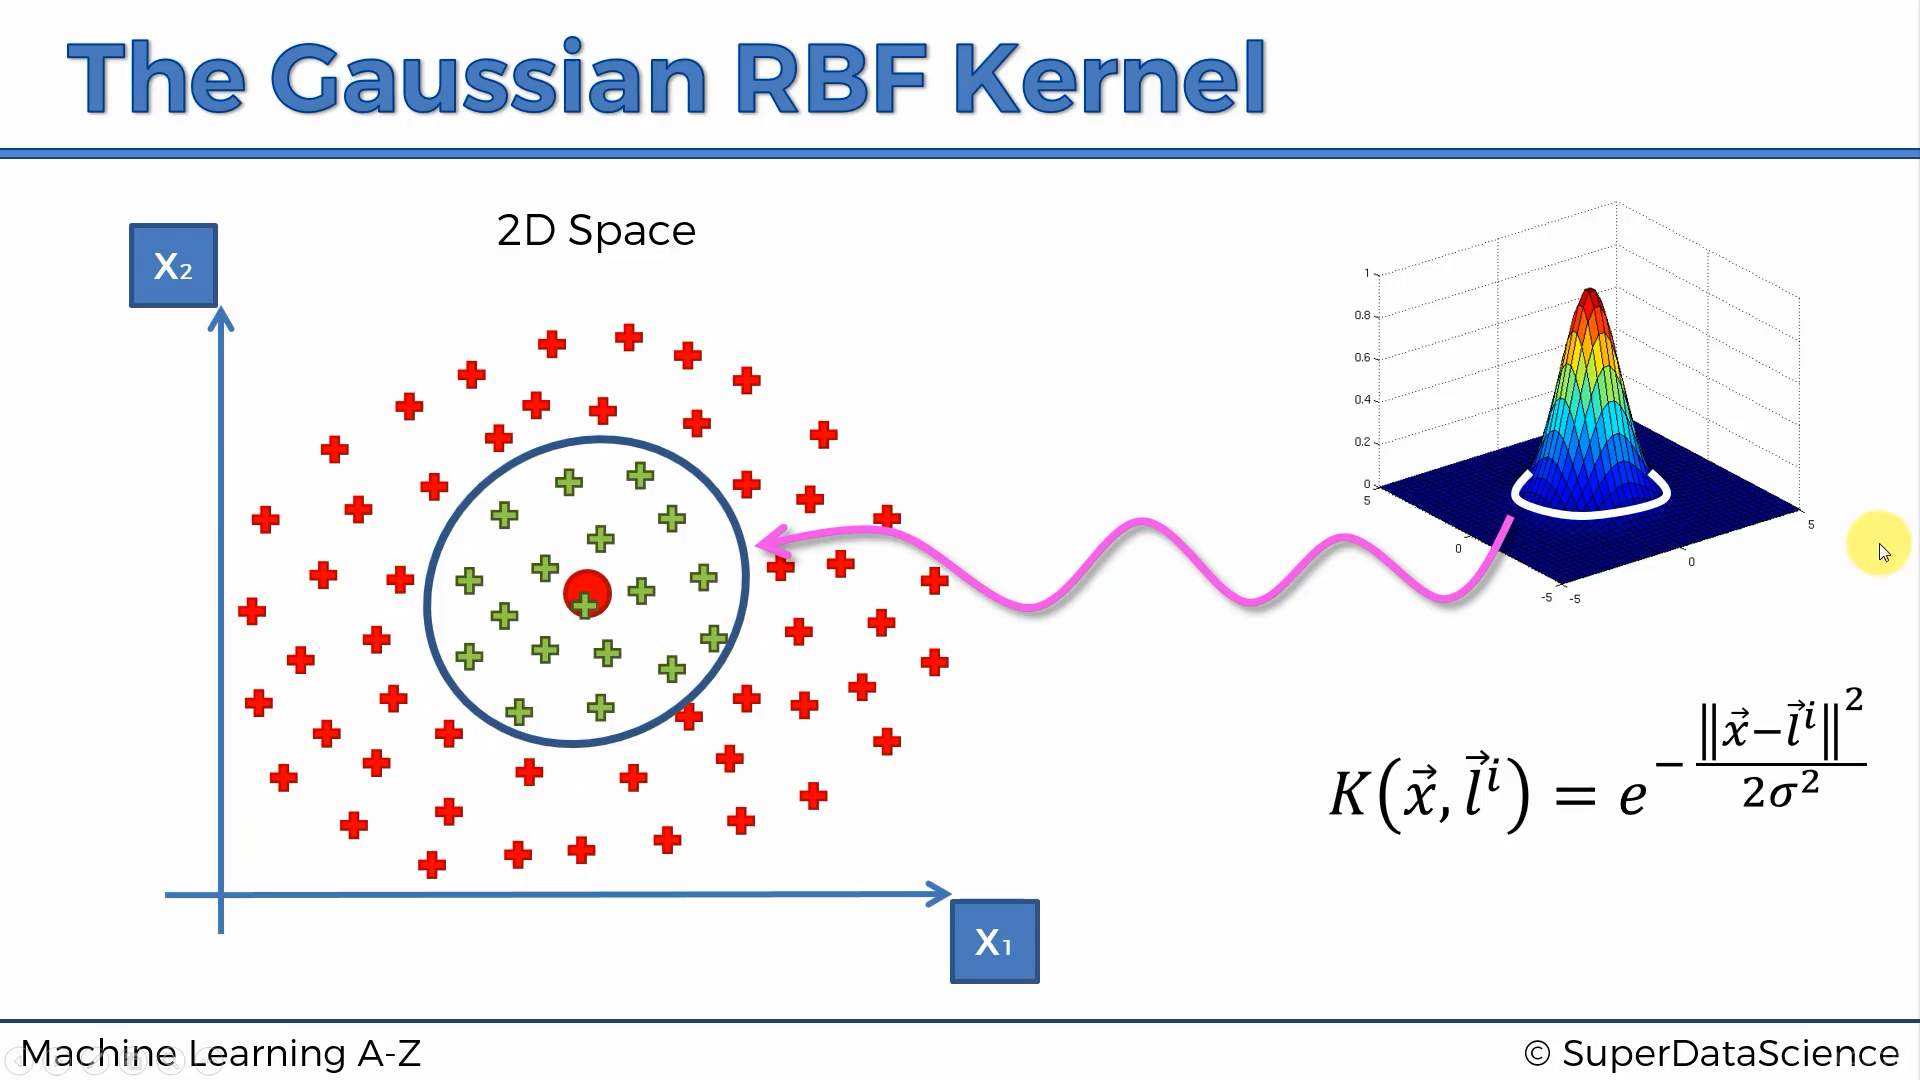 The Gaussian RBF Kernel
2D Space
X₂
X₁
1
0.8
0.6
0.4
0.2
0
5
0
-5
-5
0
5
K(x⃗, l⃗ⁱ) = e^(-‖x⃗-l⃗ⁱ‖²/2σ²)
Machine Learning A-Z
© SuperDataScience